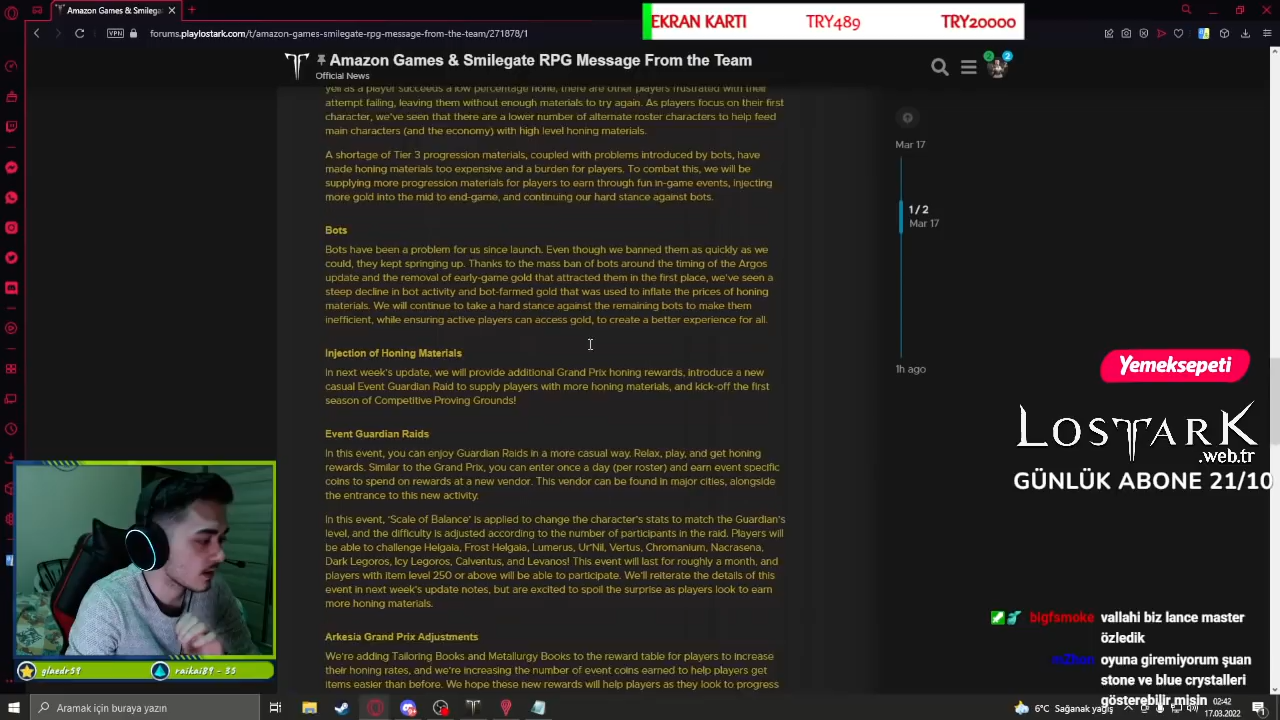 Amazon Games & Smilegate
EKRAN KARTI TRY489 TRY20000
VPN forums.playlostark.com/t/amazon-games-smilegate-rpg-message-from-the-team/271878/1
Amazon Games & Smilegate RPG Message From the Team
Official News
2 2
yell as a player succeeds a low percentage hone, there are other players frustrated with their
attempt failing, leaving them without enough materials to try again. As players focus on their first
character, we've seen that there are a lower number of alternate roster characters to help feed
main characters (and the economy) with high level honing materials.
A shortage of Tier 3 progression materials, coupled with problems introduced by bots, have
made honing materials too expensive and a burden for players. To combat this, we will be
supplying more progression materials for players to earn through fun in-game events, injecting
more gold into the mid to end-game, and continuing our hard stance against bots.
Bots
Bots have been a problem for us since launch. Even though we banned them as quickly as we
could, they kept springing up. Thanks to the mass ban of bots around the timing of the Argos
update and the removal of early-game gold that attracted them in the first place, we've seen a
steep decline in bot activity and bot-farmed gold that was used to inflate the prices of honing
materials. We will continue to take a hard stance against the remaining bots to make them
inefficient, while ensuring active players can access gold, to create a better experience for all.
Injection of Honing Materials
In next week's update, we will provide additional Grand Prix honing rewards, introduce a new
casual Event Guardian Raid to supply players with more honing materials, and kick-off the first
season of Competitive Proving Grounds!
Event Guardian Raids
In this event, you can enjoy Guardian Raids in a more casual way. Relax, play, and get honing
rewards. Similar to the Grand Prix, you can enter once a day (per roster) and earn event specific
coins to spend on rewards at a new vendor. This vendor can be found in major cities, alongside
the entrance to this new activity.
In this event, 'Scale of Balance' is applied to change the character's stats to match the Guardian's
level, and the difficulty is adjusted according to the number of participants in the raid. Players will
be able to challenge Helgaia, Frost Helgaia, Lumerus, Ur'Nil, Vertus, Chromanium, Nacrasena,
Dark Legoros, Icy Legoros, Calventus, and Levanos! This event will last for roughly a month, and
players with item level 250 or above will be able to participate. We'll reiterate the details of this
event in next week's update notes, but are excited to spoil the surprise as players look to earn
more honing materials.
Arkesia Grand Prix Adjustments
We're adding Tailoring Books and Metallurgy Books to the reward table for players to increase
their honing rates, and we're increasing the number of event coins earned to help players get
items easier than before. We hope these new rewards will help players as they look to progress
Mar 17
1 / 2
Mar 17
1h ago
Yemeksepeti
LOSTARK
.web.tr
GÜNLÜK ABONE 21/10
bigfsmoke vallahi biz lance master
özledik
oyuna giremiyorum şuan
stone ve blue crystalleri
gösterebilir misin
glaedr59 raikai89 - 35
Aramak için buraya yazın
6°C Sağanak yağış
02:42
17.03.2022